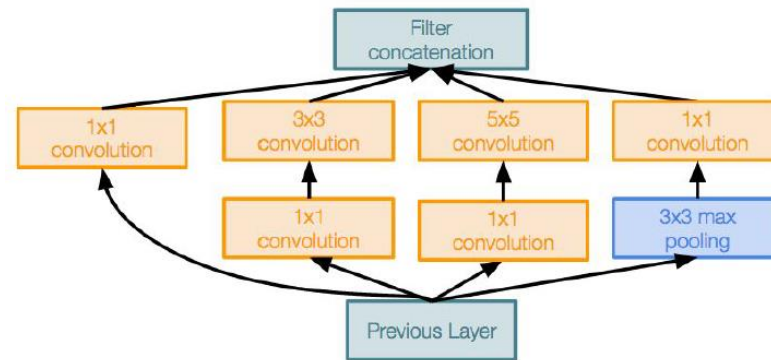 Filter
concatenation
1x1
convolution
3x3
convolution
5x5
convolution
1x1
convolution
1x1
convolution
1x1
convolution
3x3 max
pooling
Previous Layer